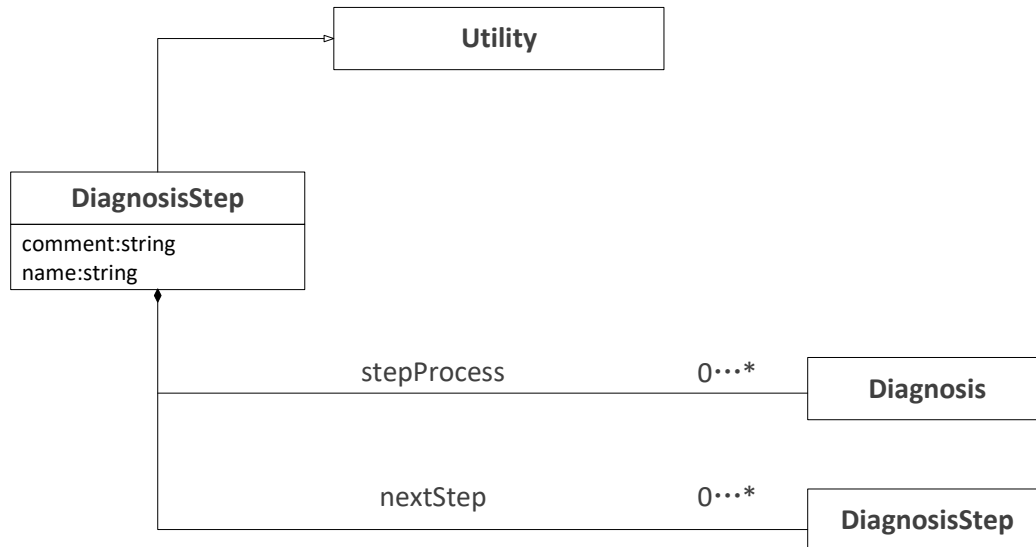 Utility
DiagnosisStep
comment:string
name:string
stepProcess 0···*
Diagnosis
nextStep 0···*
DiagnosisStep